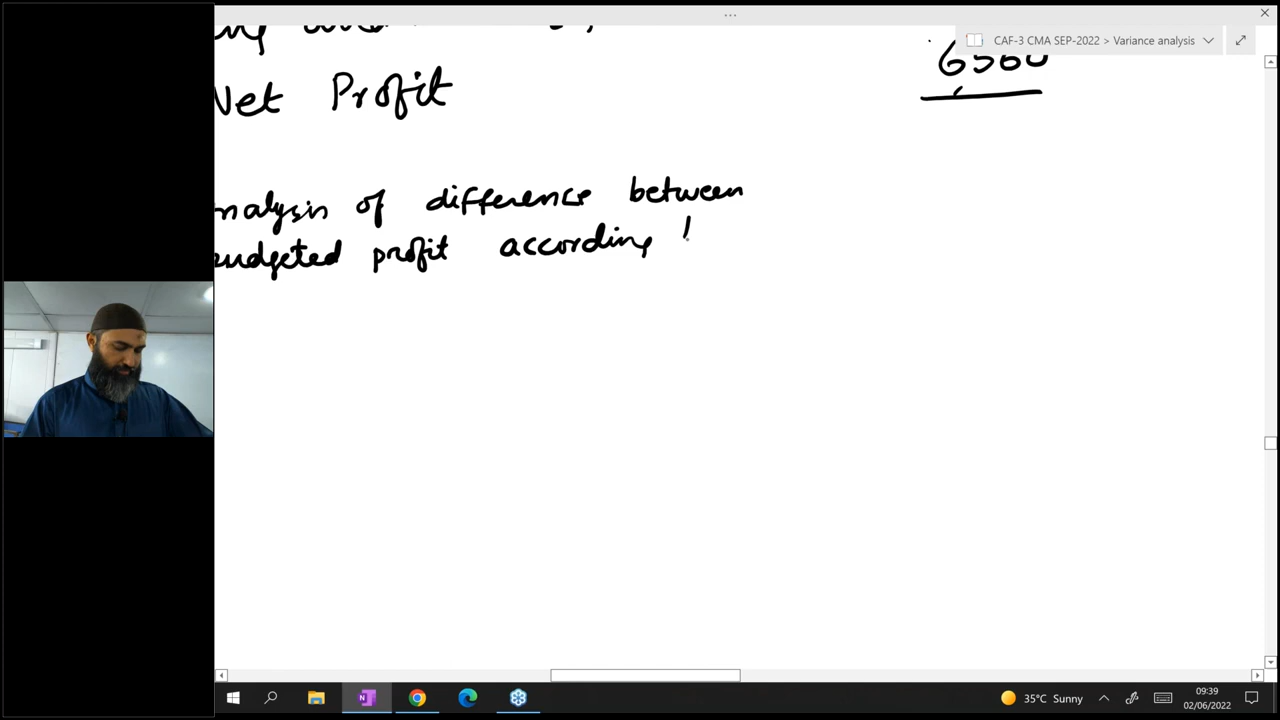 CAF-3 CMA SEP-2022 > Variance analysis
6560
Net Profit
nalysis of difference between
udgeted profit according
35°C Sunny
09:39
02/06/2022